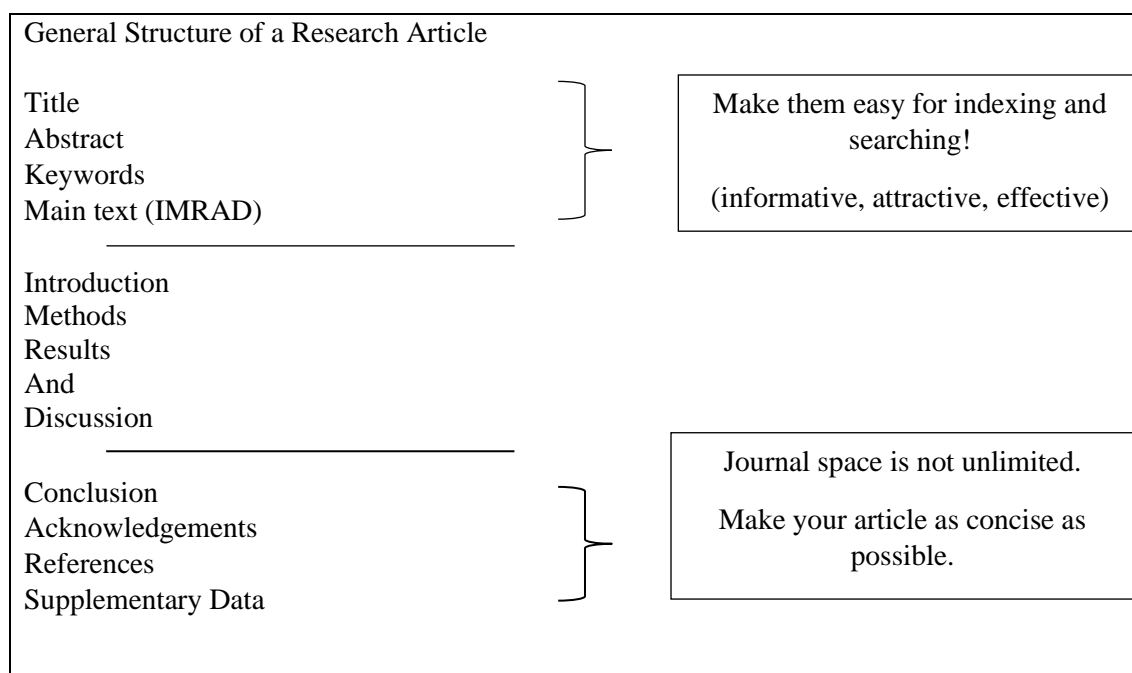 General Structure of a Research Article
Title
Abstract
Keywords
Main text (IMRAD)
Make them easy for indexing and
searching!
(informative, attractive, effective)
Introduction
Methods
Results
And
Discussion
Conclusion
Acknowledgements
References
Supplementary Data
Journal space is not unlimited.
Make your article as concise as
possible.